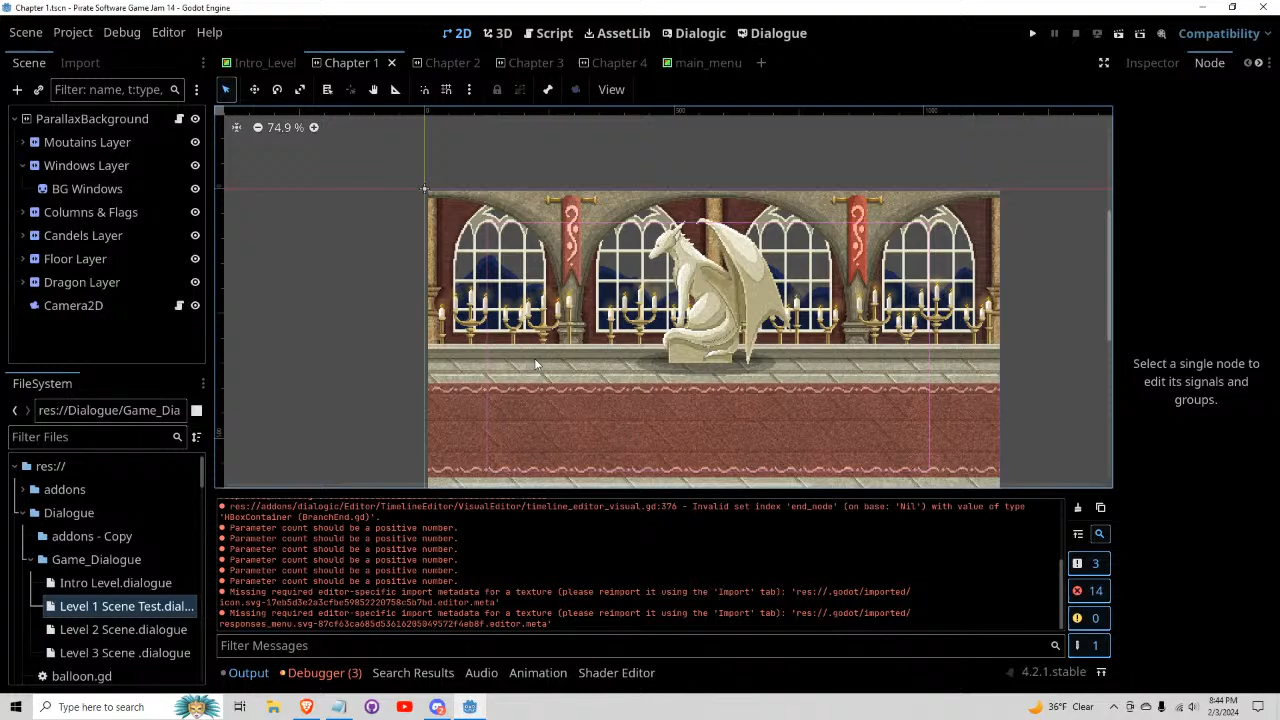 Chapter 1.tscn - Pirate Software Game Jam 14 - Godot Engine
Scene Project Debug Editor Help
2D 3D Script AssetLib Dialogic Dialogue
Compatibility
Scene Import
Intro_Level Chapter 1 Chapter 2 Chapter 3 Chapter 4 main_menu
Inspector Node
Filter: name, t:type,
View
0 500 1000
ParallaxBackground
74.9 %
Moutains Layer
Windows Layer
BG Windows
Columns & Flags
Candels Layer
Floor Layer
Dragon Layer
Camera2D
Select a single node to
edit its signals and
groups.
FileSystem
res://Dialogue/Game_Dia
Filter Files
res://
addons
Dialogue
addons - Copy
Game_Dialogue
Intro Level.dialogue
Level 1 Scene Test.dial...
Level 2 Scene.dialogue
Level 3 Scene .dialogue
balloon.gd
res://addons/dialogic/Editor/TimelineEditor/VisualEditor/timeline_editor_visual.gd:376 - Invalid set index 'end_node' (on base: 'Nil') with value of type
'HBoxContainer (BranchEnd.gd)'.
Parameter count should be a positive number.
Parameter count should be a positive number.
Parameter count should be a positive number.
Parameter count should be a positive number.
Parameter count should be a positive number.
Parameter count should be a positive number.
Missing required editor-specific import metadata for a texture (please reimport it using the 'Import' tab): 'res://.godot/imported/
icon.svg-17eb5d3e2a3cfbe59852220758c5b7bd.editor.meta'
Missing required editor-specific import metadata for a texture (please reimport it using the 'Import' tab): 'res://.godot/imported/
responses_menu.svg-87cf63ca685d53616205049572f4eb8f.editor.meta'
3
14
0
1
Filter Messages
Output Debugger (3) Search Results Audio Animation Shader Editor
4.2.1.stable
Type here to search
36°F Clear
8:44 PM
2/3/2024